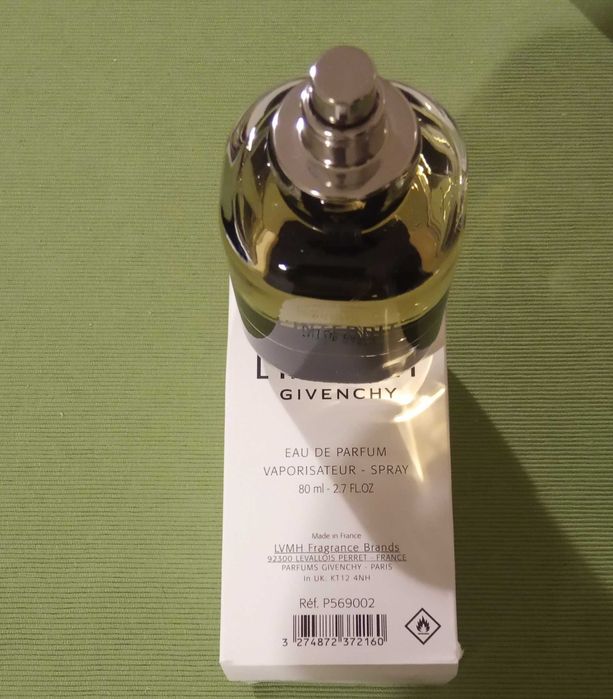 GIVENCHY
EAU DE PARFUM
VAPORISATEUR - SPRAY
80 ml - 2.7 FL.OZ
Made in France
LVMH Fragrance Brands
92300 LEVALLOIS PERRET - FRANCE
PARFUMS GIVENCHY - PARIS
In UK: KT12 4NH
Réf. P569002
3 274872 372160